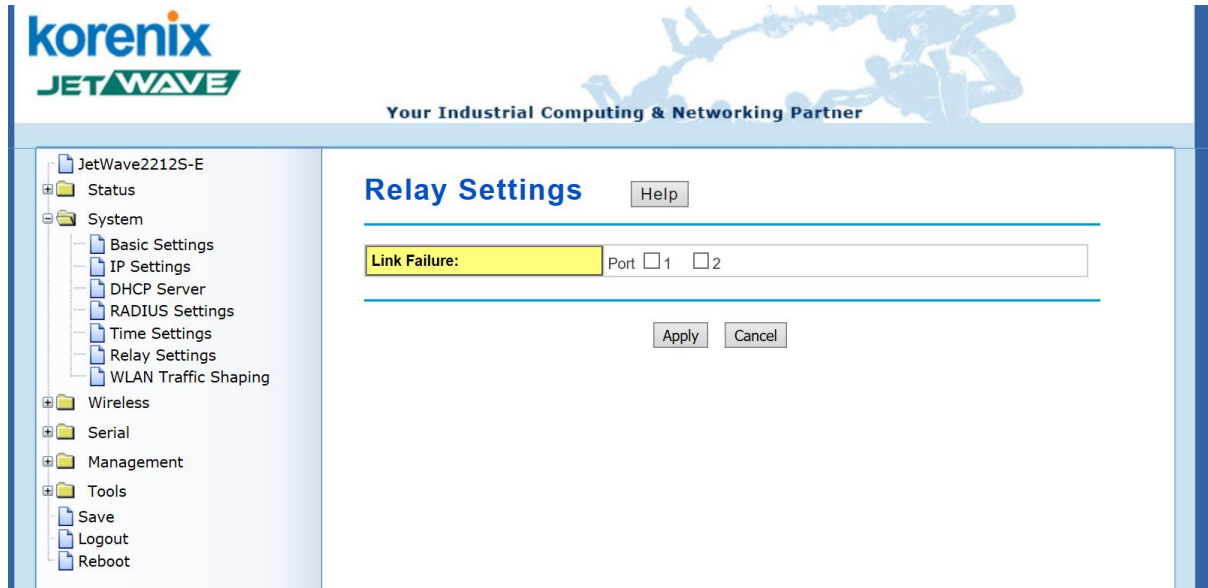 korenix
JETWAVE
Your Industrial Computing & Networking Partner
JetWave2212S-E
Status
System
Basic Settings
IP Settings
DHCP Server
RADIUS Settings
Time Settings
Relay Settings
WLAN Traffic Shaping
Wireless
Serial
Management
Tools
Save
Logout
Reboot
Relay Settings Help
Link Failure: Port 1 2
Apply Cancel